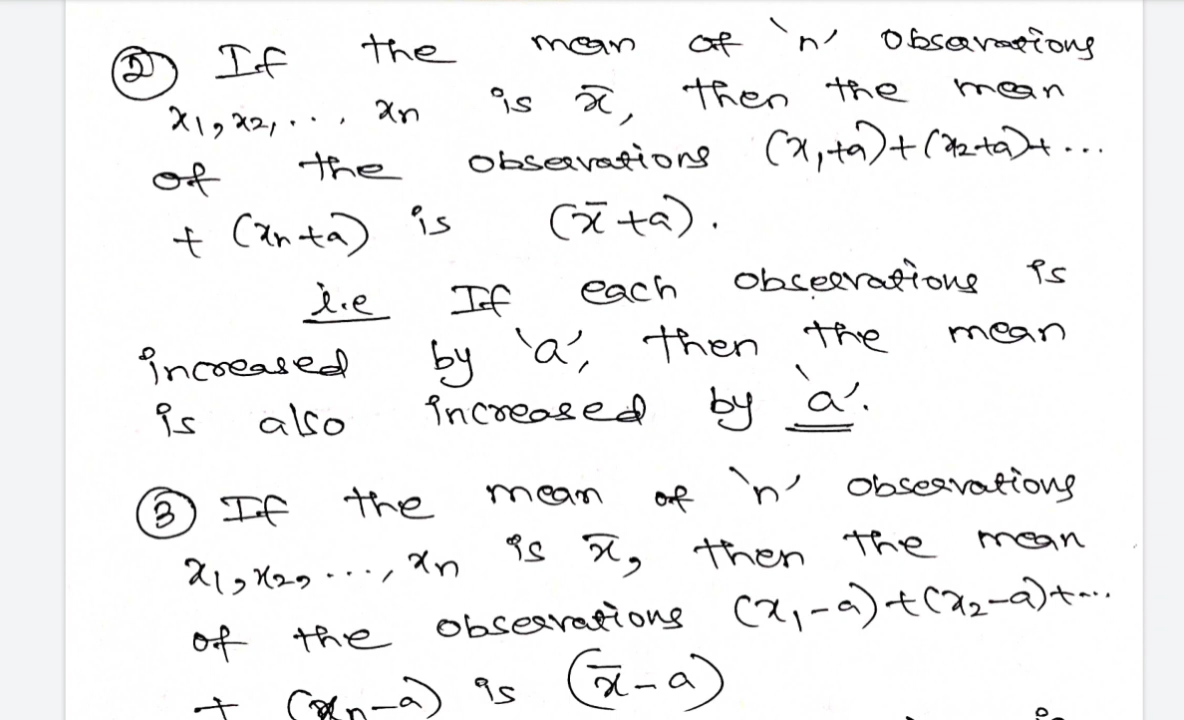 ② If the mean of 'n' observations
x₁, x₂, ..., xₙ is x̄, then the mean
of the observations (x₁+a)+(x₂+a)+...
+ (xₙ+a) is (x̄+a).
i.e If each observations is
increased by 'a', then the mean
is also increased by 'a'.
③ If the mean of 'n' observations
x₁, x₂, ..., xₙ is x̄, then the mean
of the observations (x₁-a)+(x₂-a)+...
+ (xₙ-a) is (x̄-a)